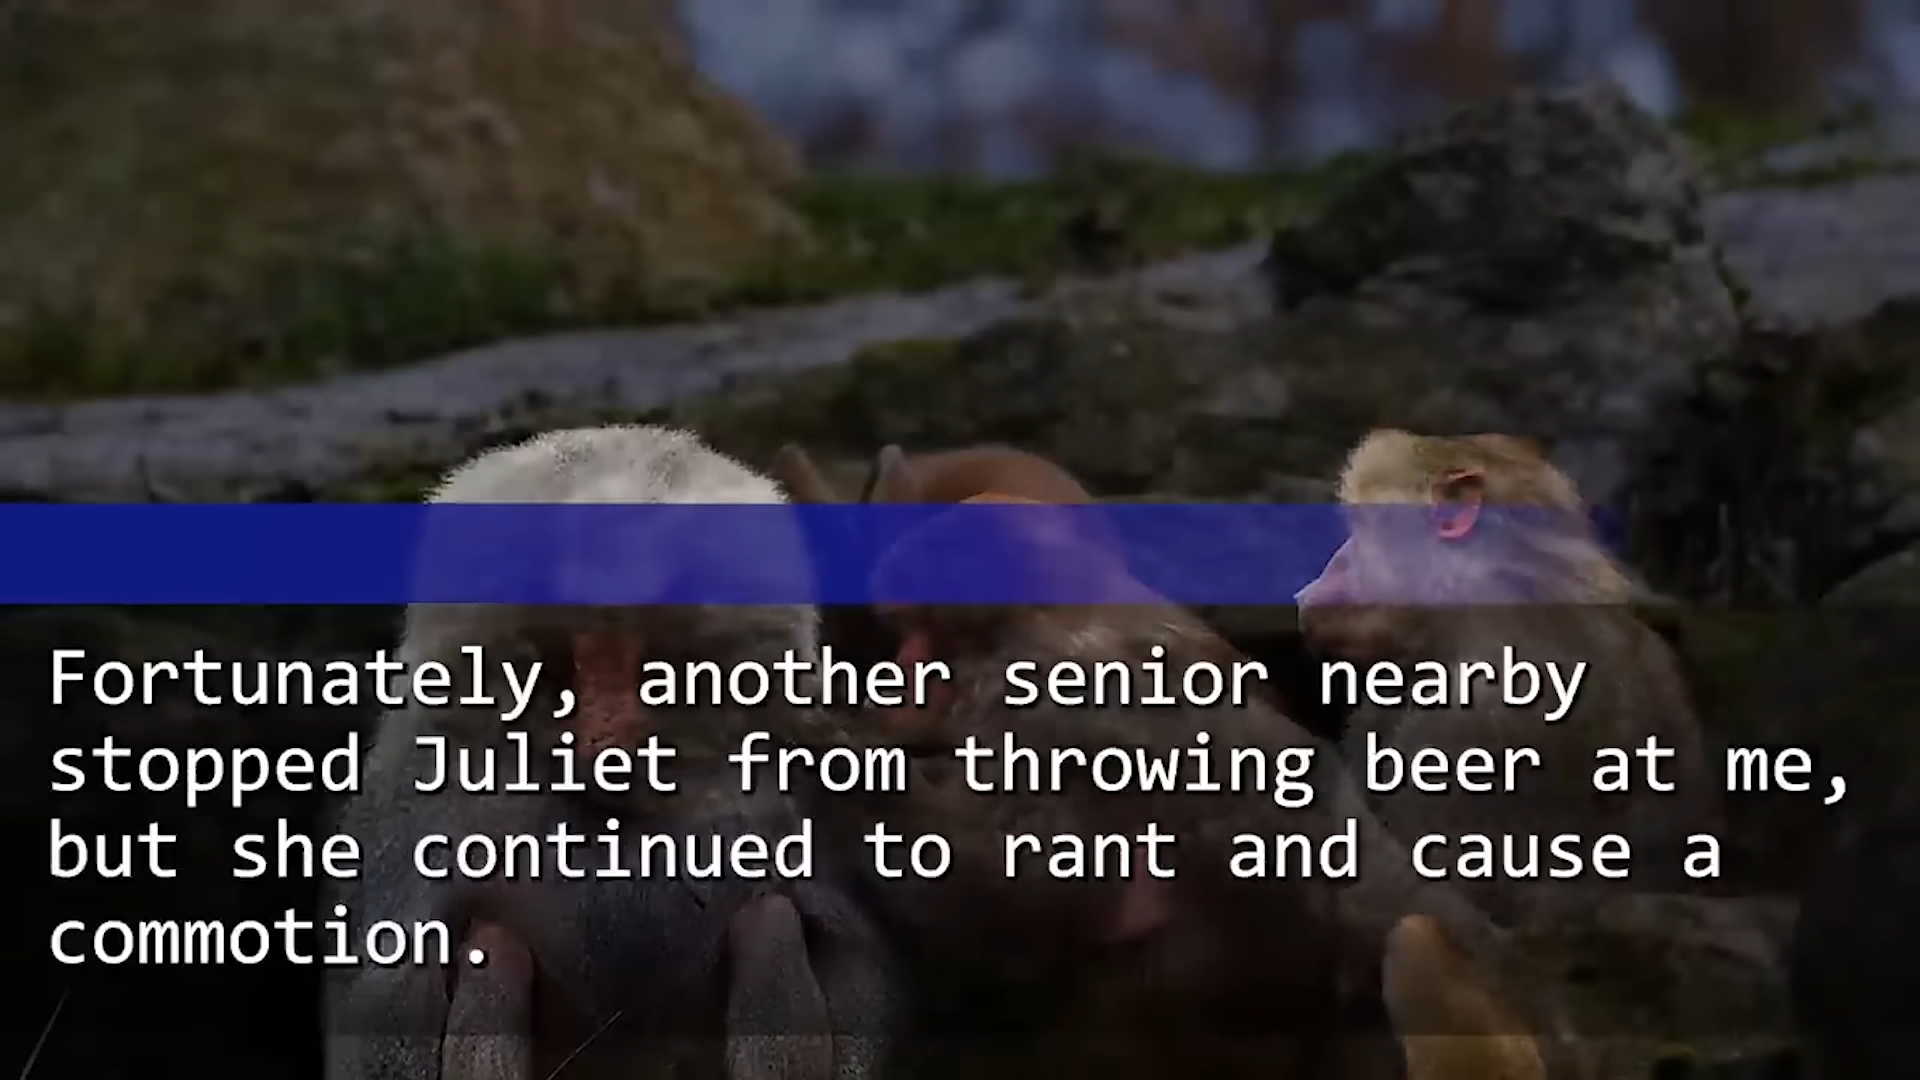 Fortunately, another senior nearby
stopped Juliet from throwing beer at me,
but she continued to rant and cause a
commotion.